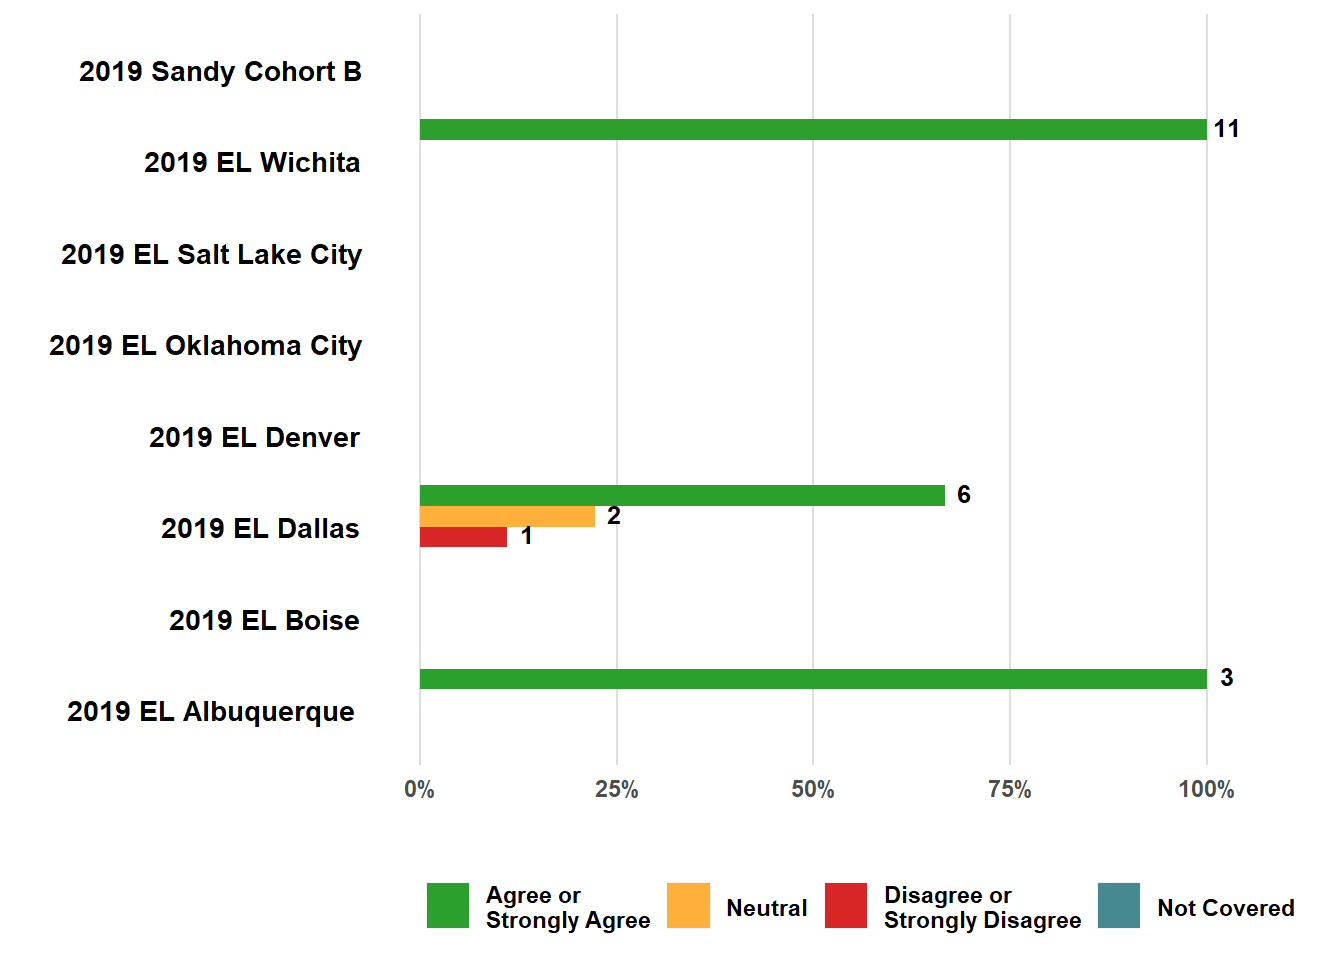 2019 Sandy Cohort B
11
2019 EL Wichita
2019 EL Salt Lake City
2019 EL Oklahoma City
2019 EL Denver
6
2
2019 EL Dallas
1
2019 EL Boise
3
2019 EL Albuquerque
0% 25% 50% 75% 100%
Agree or
Strongly Agree
Neutral
Disagree or
Strongly Disagree
Not Covered